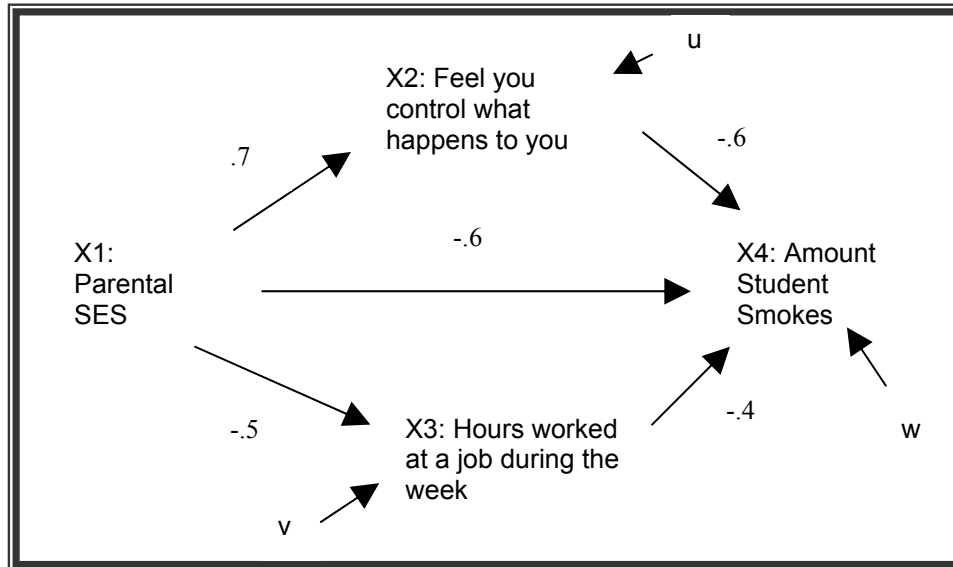 u
X2: Feel you
control what
happens to you
-.6
.7
-.6
X1:
Parental
SES
X4: Amount
Student
Smokes
-.5
-.4
X3: Hours worked
at a job during the
week
w
v